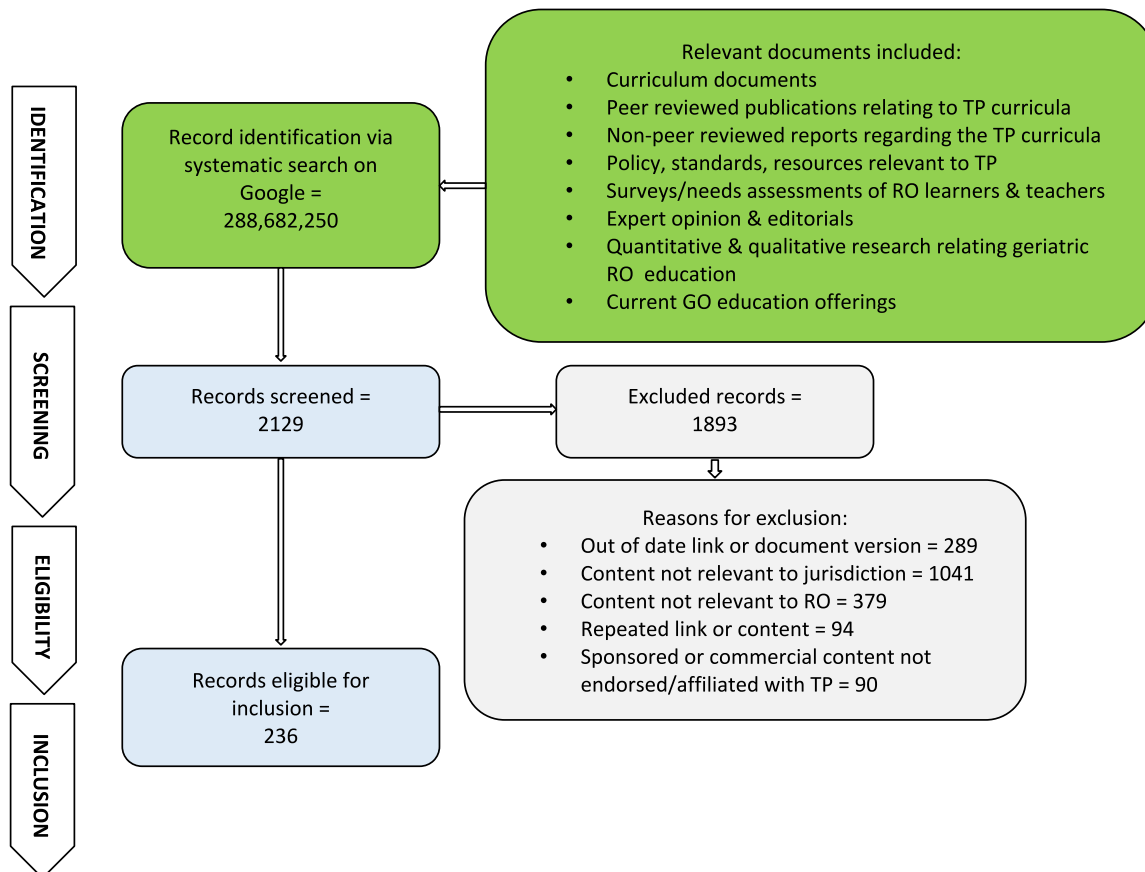 IDENTIFICATION
Record identification via
systematic search on
Google =
288,682,250
Relevant documents included:
• Curriculum documents
• Peer reviewed publications relating to TP curricula
• Non-peer reviewed reports regarding the TP curricula
• Policy, standards, resources relevant to TP
• Surveys/needs assessments of RO learners & teachers
• Expert opinion & editorials
• Quantitative & qualitative research relating geriatric
RO education
• Current GO education offerings
SCREENING
Records screened =
2129
Excluded records =
1893
Reasons for exclusion:
• Out of date link or document version = 289
• Content not relevant to jurisdiction = 1041
• Content not relevant to RO = 379
• Repeated link or content = 94
• Sponsored or commercial content not
endorsed/affiliated with TP = 90
ELIGIBILITY
Records eligible for
inclusion =
236
INCLUSION